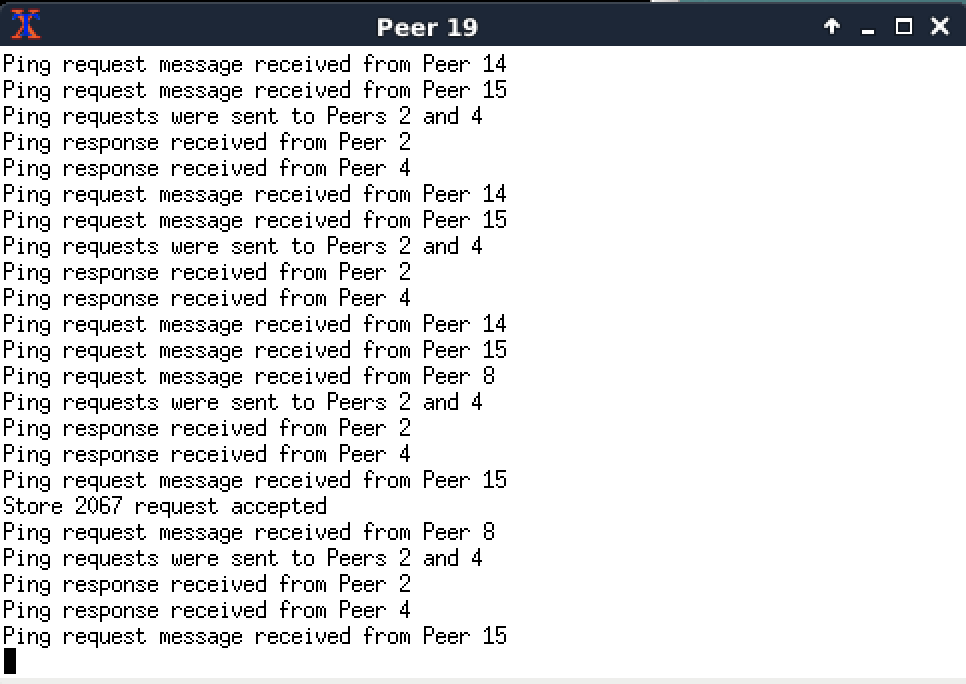 Peer 19
Ping request message received from Peer 14
Ping request message received from Peer 15
Ping requests were sent to Peers 2 and 4
Ping response received from Peer 2
Ping response received from Peer 4
Ping request message received from Peer 14
Ping request message received from Peer 15
Ping requests were sent to Peers 2 and 4
Ping response received from Peer 2
Ping response received from Peer 4
Ping request message received from Peer 14
Ping request message received from Peer 15
Ping request message received from Peer 8
Ping requests were sent to Peers 2 and 4
Ping response received from Peer 2
Ping response received from Peer 4
Ping request message received from Peer 15
Store 2067 request accepted
Ping request message received from Peer 8
Ping requests were sent to Peers 2 and 4
Ping response received from Peer 2
Ping response received from Peer 4
Ping request message received from Peer 15